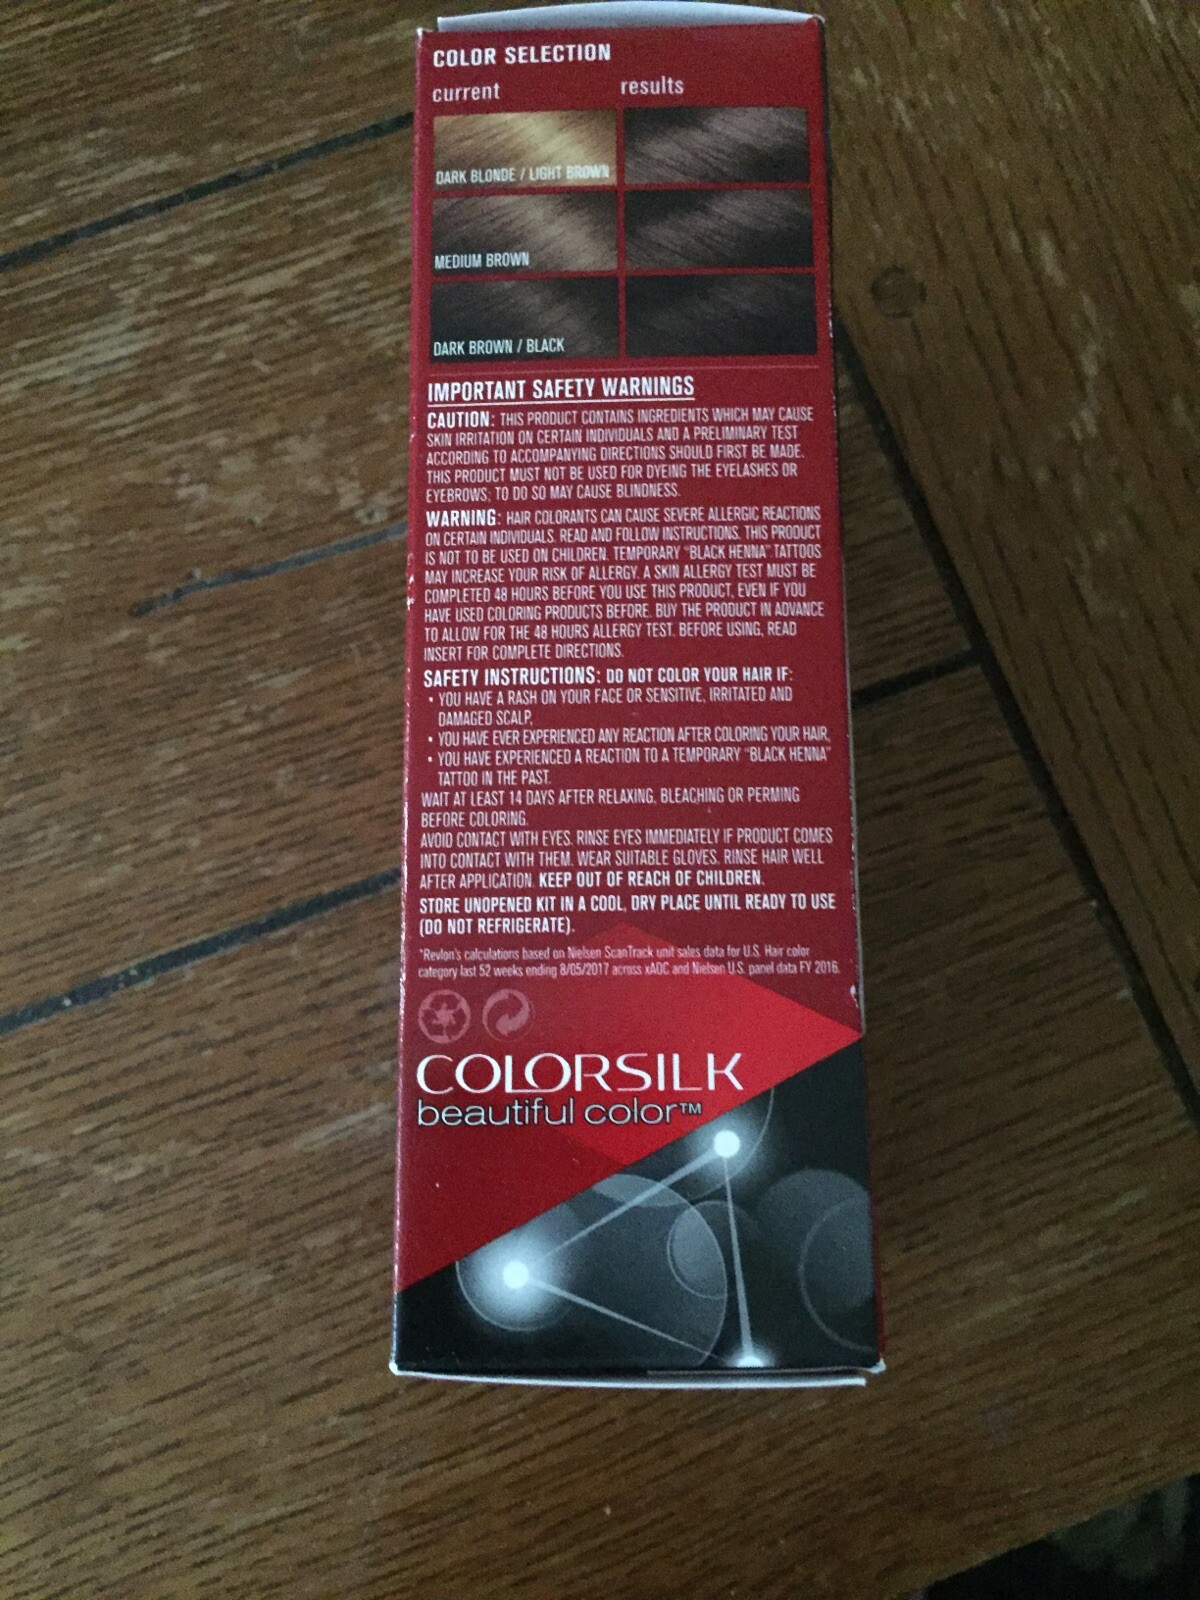 COLOR SELECTION
current results
DARK BLONDE / LIGHT BROWN
MEDIUM BROWN
DARK BROWN / BLACK
IMPORTANT SAFETY WARNINGS
CAUTION: THIS PRODUCT CONTAINS INGREDIENTS WHICH MAY CAUSE
SKIN IRRITATION ON CERTAIN INDIVIDUALS AND A PRELIMINARY TEST
ACCORDING TO ACCOMPANYING DIRECTIONS SHOULD FIRST BE MADE.
THIS PRODUCT MUST NOT BE USED FOR DYEING THE EYELASHES OR
EYEBROWS; TO DO SO MAY CAUSE BLINDNESS.
WARNING: HAIR COLORANTS CAN CAUSE SEVERE ALLERGIC REACTIONS
ON CERTAIN INDIVIDUALS. READ AND FOLLOW INSTRUCTIONS. THIS PRODUCT
IS NOT TO BE USED ON CHILDREN. TEMPORARY "BLACK HENNA" TATTOOS
MAY INCREASE YOUR RISK OF ALLERGY. A SKIN ALLERGY TEST MUST BE
COMPLETED 48 HOURS BEFORE YOU USE THIS PRODUCT, EVEN IF YOU
HAVE USED COLORING PRODUCTS BEFORE. BUY THE PRODUCT IN ADVANCE
TO ALLOW FOR THE 48 HOURS ALLERGY TEST. BEFORE USING, READ
INSERT FOR COMPLETE DIRECTIONS.
SAFETY INSTRUCTIONS: DO NOT COLOR YOUR HAIR IF:
• YOU HAVE A RASH ON YOUR FACE OR SENSITIVE, IRRITATED AND
DAMAGED SCALP,
• YOU HAVE EVER EXPERIENCED ANY REACTION AFTER COLORING YOUR HAIR,
• YOU HAVE EXPERIENCED A REACTION TO A TEMPORARY "BLACK HENNA"
TATTOO IN THE PAST.
WAIT AT LEAST 14 DAYS AFTER RELAXING, BLEACHING OR PERMING
BEFORE COLORING.
AVOID CONTACT WITH EYES. RINSE EYES IMMEDIATELY IF PRODUCT COMES
INTO CONTACT WITH THEM. WEAR SUITABLE GLOVES. RINSE HAIR WELL
AFTER APPLICATION. KEEP OUT OF REACH OF CHILDREN.
STORE UNOPENED KIT IN A COOL, DRY PLACE UNTIL READY TO USE
(DO NOT REFRIGERATE).
*Revlon's calculations based on Nielsen ScanTrack unit sales data for U.S. Hair color
category last 52 weeks ending 8/05/2017 across xAOC and Nielsen U.S. panel data FY 2016.
COLORSILK
beautiful color™